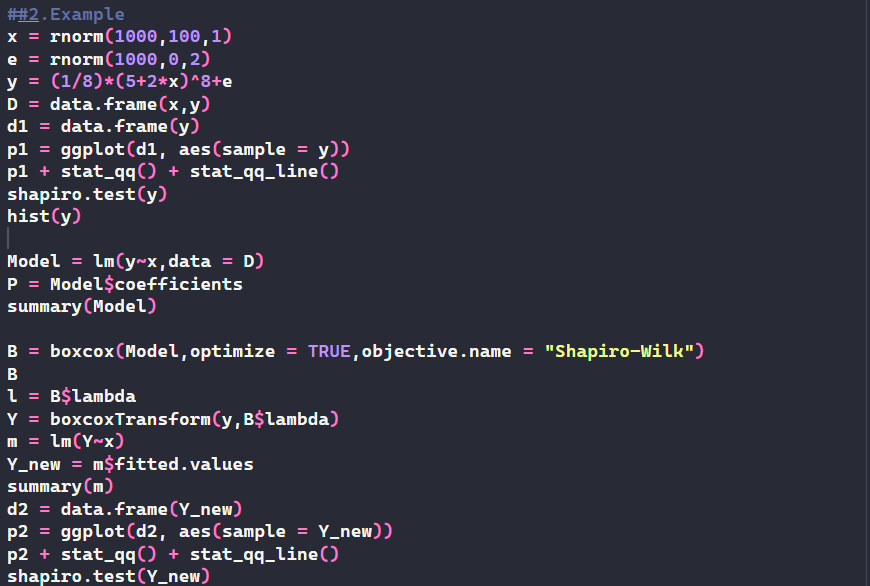 ##2.Example
x = rnorm(1000,100,1)
e = rnorm(1000,0,2)
y = (1/8)*(5+2*x)^8+e
D = data.frame(x,y)
d1 = data.frame(y)
p1 = ggplot(d1, aes(sample = y))
p1 + stat_qq() + stat_qq_line()
shapiro.test(y)
hist(y)
Model = lm(y~x,data = D)
P = Model$coefficients
summary(Model)
B = boxcox(Model,optimize = TRUE,objective.name = "Shapiro-Wilk")
B
l = B$lambda
Y = boxcoxTransform(y,B$lambda)
m = lm(Y~x)
Y_new = m$fitted.values
summary(m)
d2 = data.frame(Y_new)
p2 = ggplot(d2, aes(sample = Y_new))
p2 + stat_qq() + stat_qq_line()
shapiro.test(Y_new)